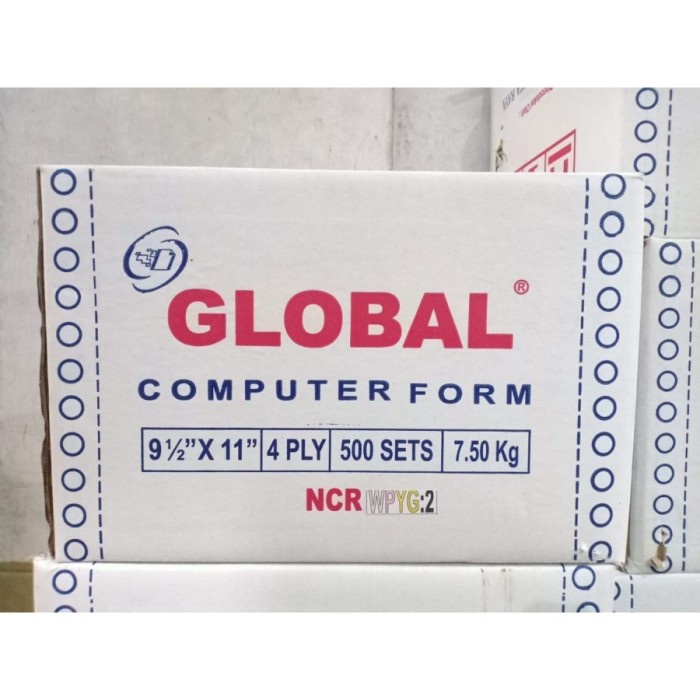 GLOBAL®
COMPUTER FORM
9 ½” X 11” 4 PLY 500 SETS 7.50 Kg
NCR WPYG:2